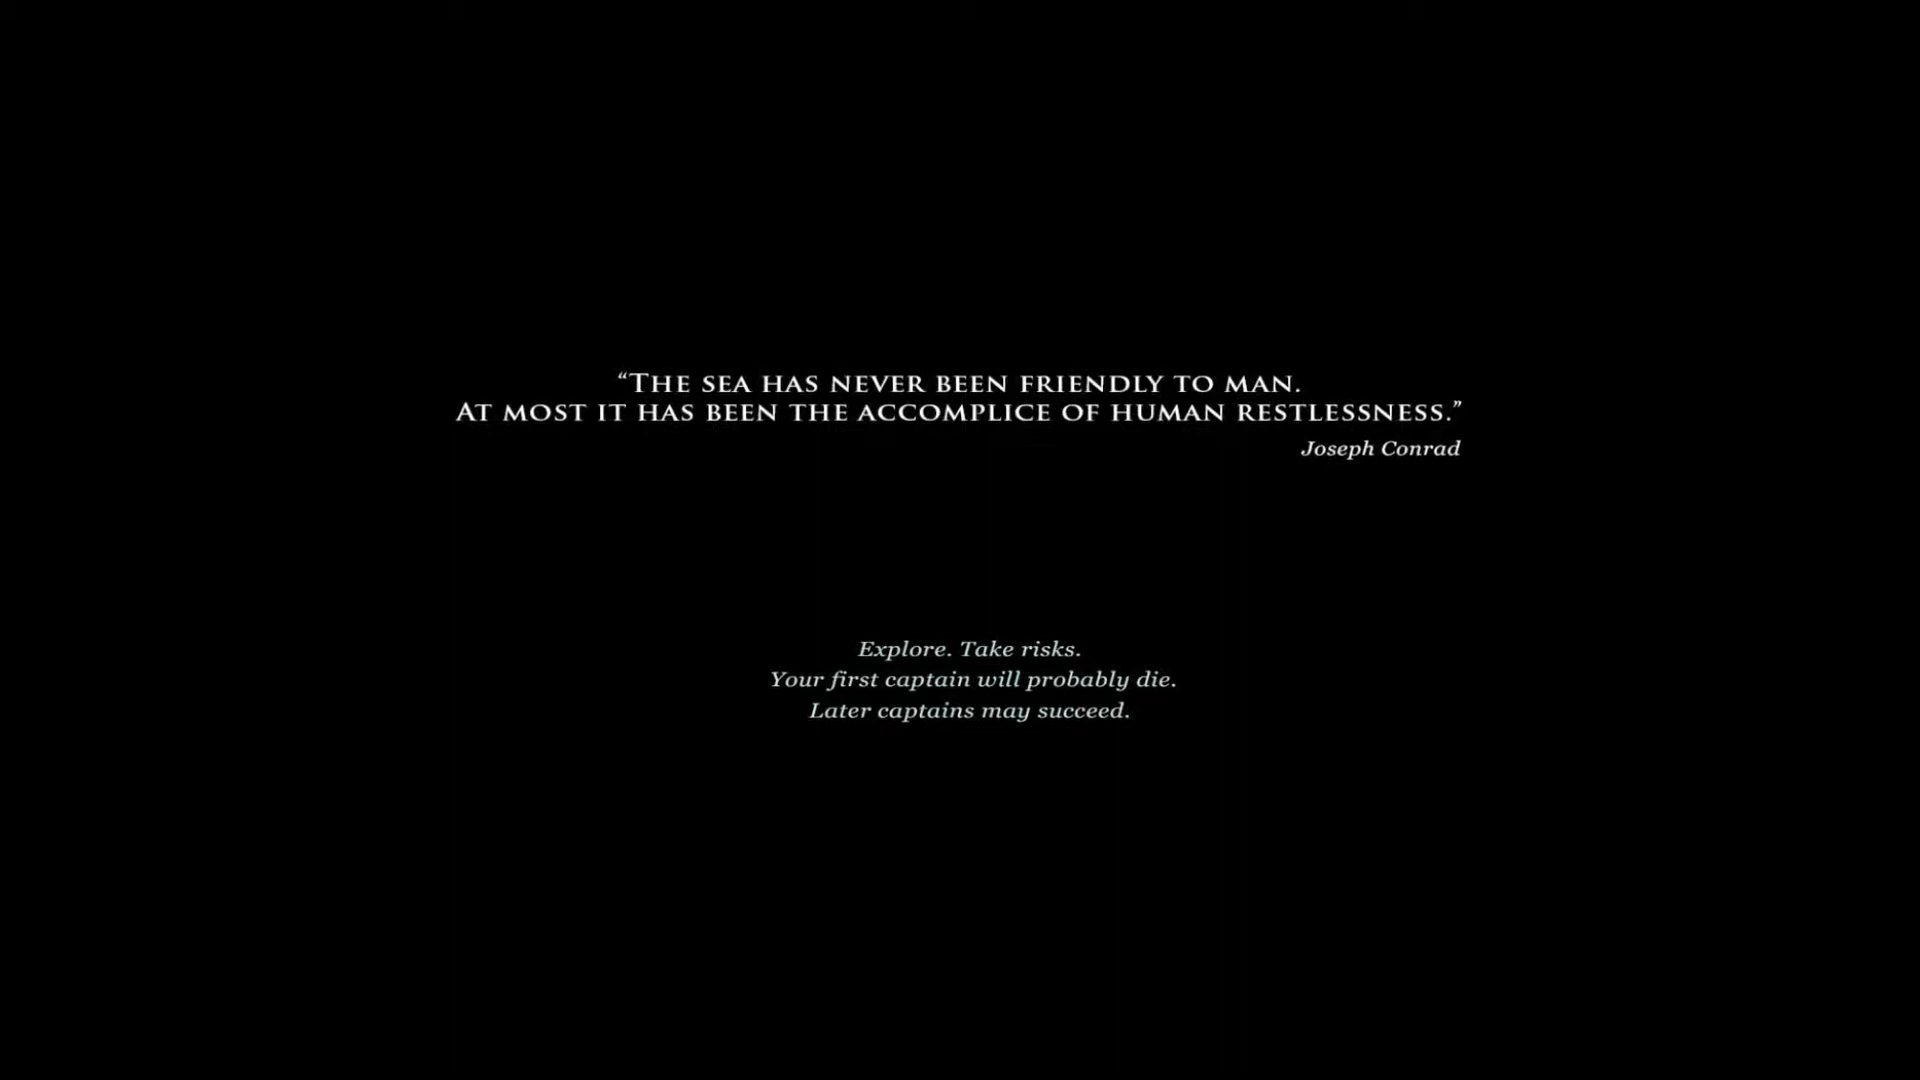 “THE SEA HAS NEVER BEEN FRIENDLY TO MAN.
AT MOST IT HAS BEEN THE ACCOMPLICE OF HUMAN RESTLESSNESS.”
Joseph Conrad
Explore. Take risks.
Your first captain will probably die.
Later captains may succeed.